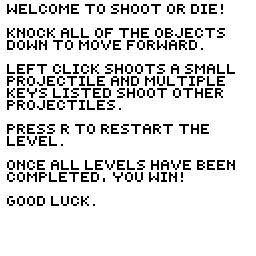 WELCOME TO SHOOT OR DIE!
KNOCK ALL OF THE OBJECTS
DOWN TO MOVE FORWARD.
LEFT CLICK SHOOTS A SMALL
PROJECTILE AND MULTIPLE
KEYS LISTED SHOOT OTHER
PROJECTILES.
PRESS R TO RESTART THE
LEVEL.
ONCE ALL LEVELS HAVE BEEN
COMPLETED, YOU WIN!
GOOD LUCK.